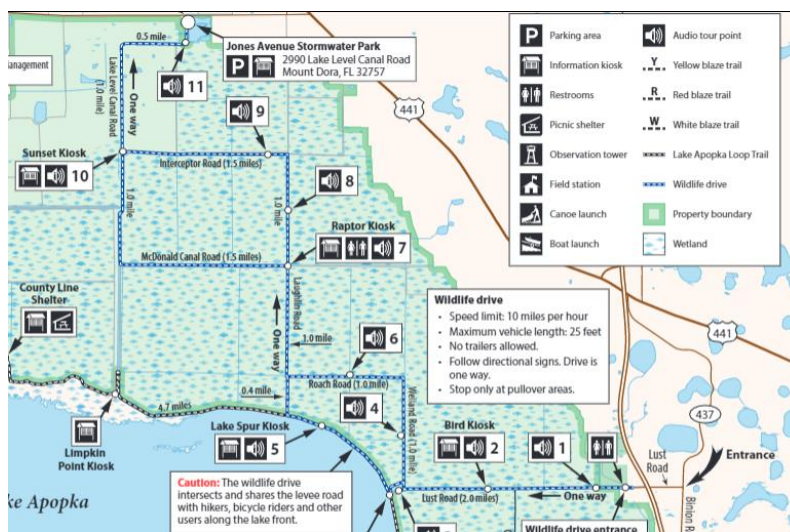 0.5 mile
Jones Avenue Stormwater Park
2990 Lake Level Canal Road
Mount Dora, FL 32757
P
anagement
Lake Level Canal Road
(1.0 mile)
One way
11
9
441
Sunset Kiosk
10
Interceptor Road (1.5 miles)
8
1.0 mile
1.0 mile
Raptor Kiosk
7
McDonald Canal Road (1.5 miles)
County Line
Shelter
Laughlin Road
One way
1.0 mile
6
Roach Road (1.0 mile)
0.4 mile
4.7 miles
Limpkin
Point Kiosk
Lake Spur Kiosk
5
4
Welland Road (1.0 mile)
Bird Kiosk
2
1
Lust Road (2.0 miles)
One way
Lust
Road
Entrance
437
441
ke Apopka
Caution: The wildlife drive
intersects and shares the levee road
with hikers, bicycle riders and other
users along the lake front.
Wildlife drive entrance
Wildlife drive
- Speed limit: 10 miles per hour
- Maximum vehicle length: 25 feet
- No trailers allowed.
- Follow directional signs. Drive is
one way.
- Stop only at pullover areas.
P Parking area
Information kiosk
Restrooms
Picnic shelter
Observation tower
Field station
Canoe launch
Boat launch
Audio tour point
Y Yellow blaze trail
R Red blaze trail
W White blaze trail
Lake Apopka Loop Trail
Wildlife drive
Property boundary
Wetland